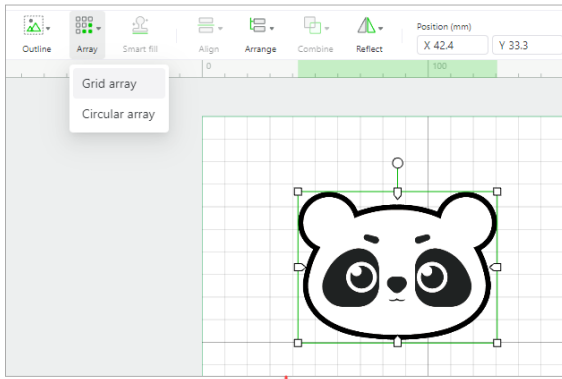 Position (mm)
Outline Array Smart fill Align Arrange Combine Reflect X 42.4 Y 33.3
0 100
Grid array
Circular array